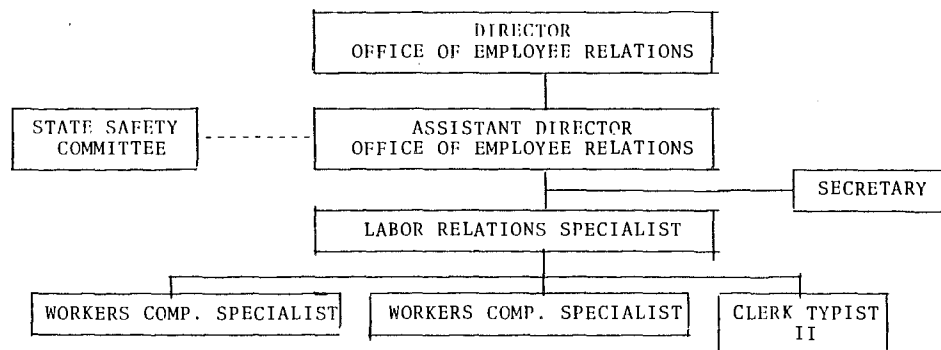 DIRECTOR
OFFICE OF EMPLOYEE RELATIONS
STATE SAFETY
COMMITTEE
ASSISTANT DIRECTOR
OFFICE OF EMPLOYEE RELATIONS
SECRETARY
LABOR RELATIONS SPECIALIST
WORKERS COMP. SPECIALIST
WORKERS COMP. SPECIALIST
CLERK TYPIST
II